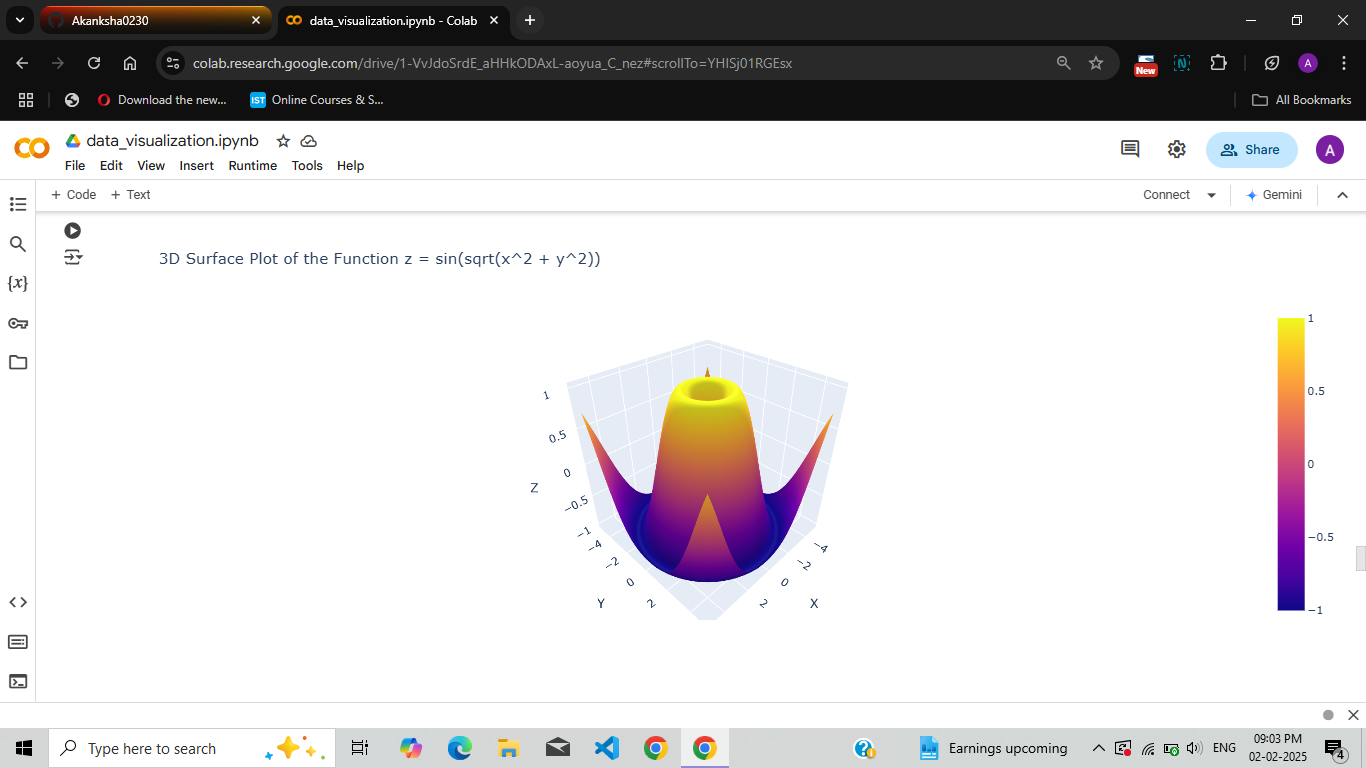 Akanksha0230
data_visualization.ipynb - Colab
colab.research.google.com/drive/1-VvJdoSrdE_aHHkODAxL-aoyua_C_nez#scrollTo=YHISj01RGEsx
New
A
Download the new...
IST
Online Courses & S...
All Bookmarks
data_visualization.ipynb
File Edit View Insert Runtime Tools Help
Share
A
+ Code + Text
Connect
Gemini
{x}
3D Surface Plot of the Function z = sin(sqrt(x^2 + y^2))
1
0.5
0
−0.5
−1
Z
−4
−2
0
2
Y
−4
−2
0
2
X
1
0.5
0
−0.5
−1
Type here to search
Earnings upcoming
ENG
09:03 PM
02-02-2025
4